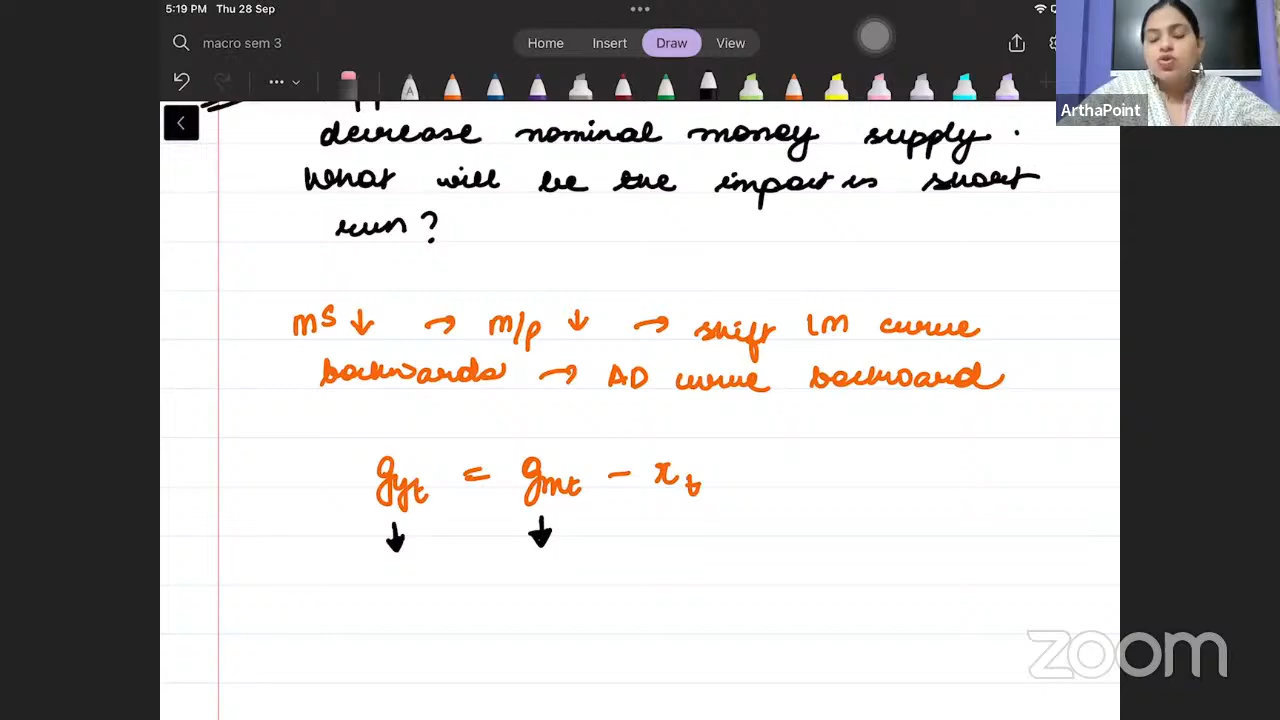 5:19 PM Thu 28 Sep
macro sem 3
Home Insert Draw View
A
ArthaPoint
decrease nominal money supply.
What will be the impact in short
run?
MS ↓ → M/P ↓ → shift LM curve
backwards → AD curve backward
gyt = gmt - xt
↓ ↓
zoom